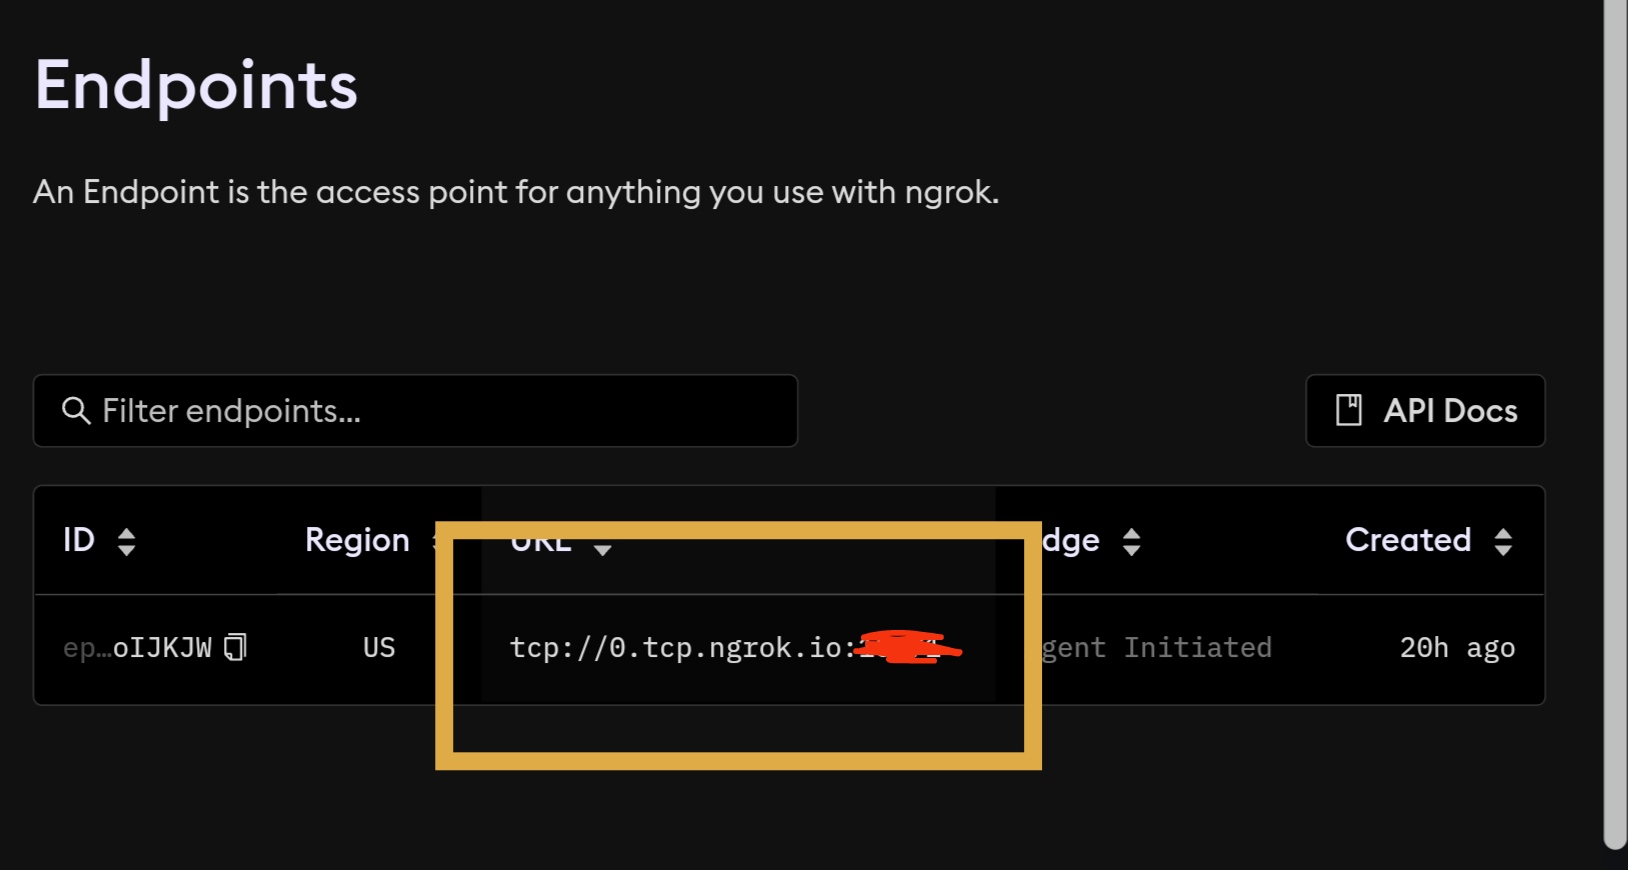 Endpoints
An Endpoint is the access point for anything you use with ngrok.
Filter endpoints...
API Docs
ID Region URL dge Created
ep…oIJKJW US tcp://0.tcp.ngrok.io: gent Initiated 20h ago